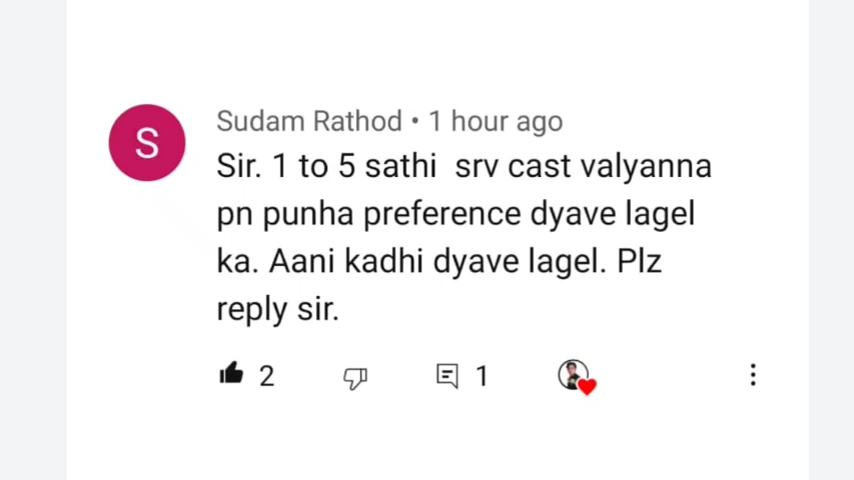 S
Sudam Rathod • 1 hour ago
Sir. 1 to 5 sathi srv cast valyanna
pn punha preference dyave lagel
ka. Aani kadhi dyave lagel. Plz
reply sir.
2 1